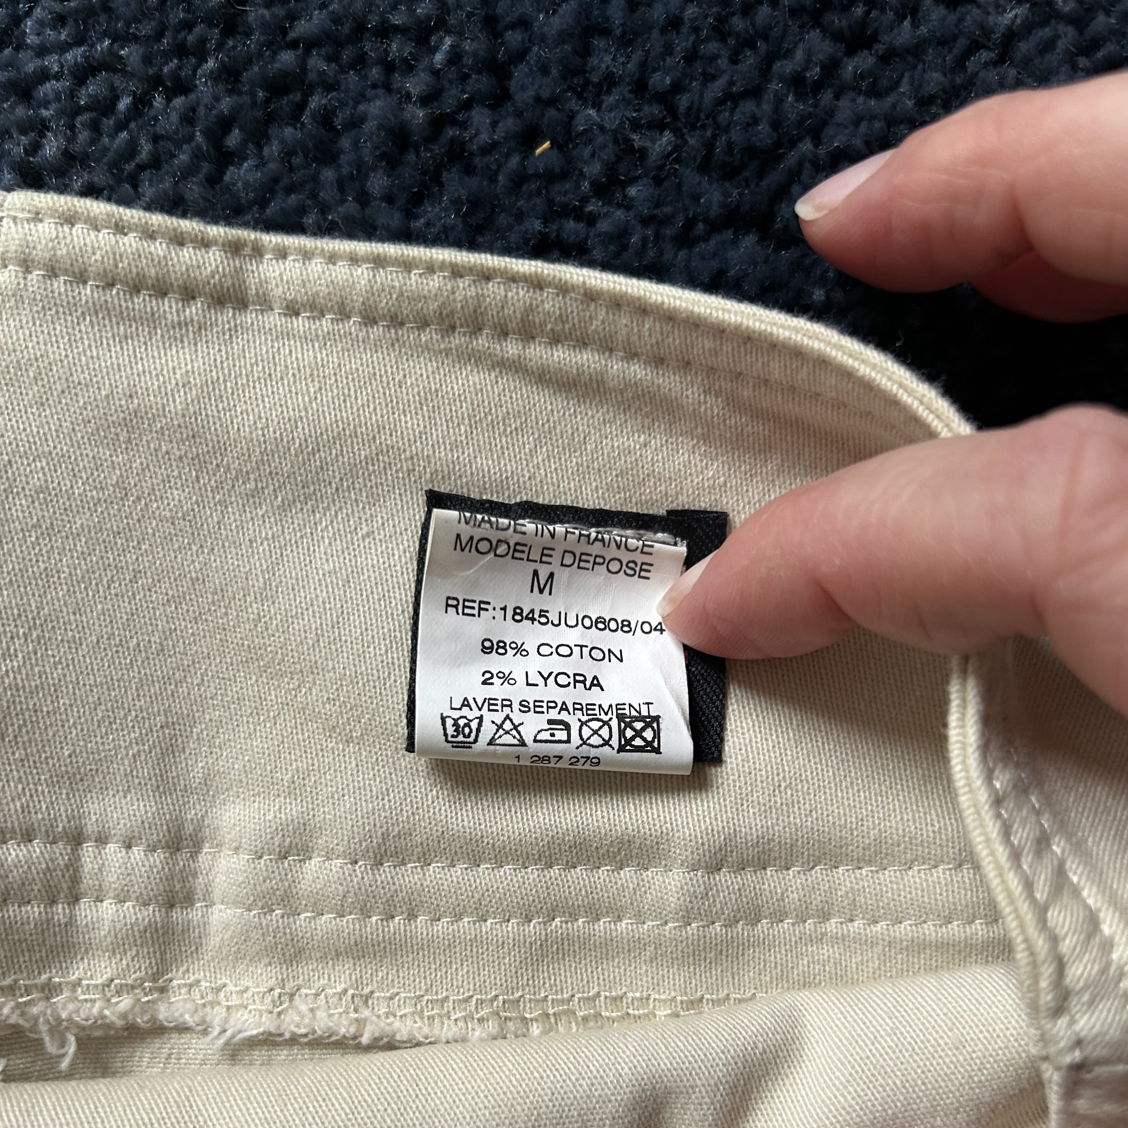 MADE IN FRANCE
MODELE DEPOSE
M
REF:1845JU0608/04
98% COTON
2% LYCRA
LAVER SEPAREMENT
30
1 287 279